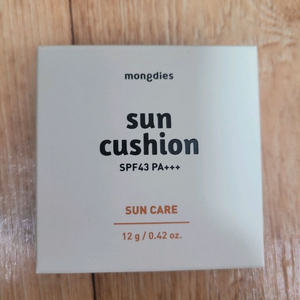 mongdies
sun
cushion
SPF43 PA+++
SUN CARE
12 g / 0.42 oz.